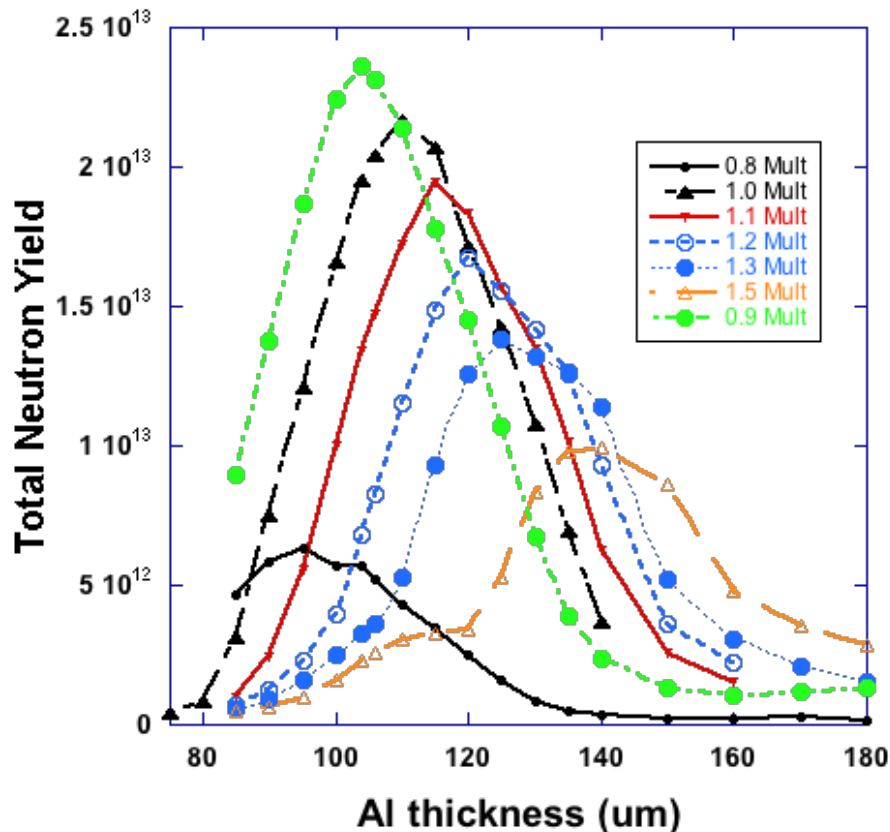 2.5 10¹³
2 10¹³
1.5 10¹³
1 10¹³
5 10¹²
0
Total Neutron Yield
0.8 Mult
1.0 Mult
1.1 Mult
1.2 Mult
1.3 Mult
1.5 Mult
0.9 Mult
80 100 120 140 160 180
Al thickness (um)